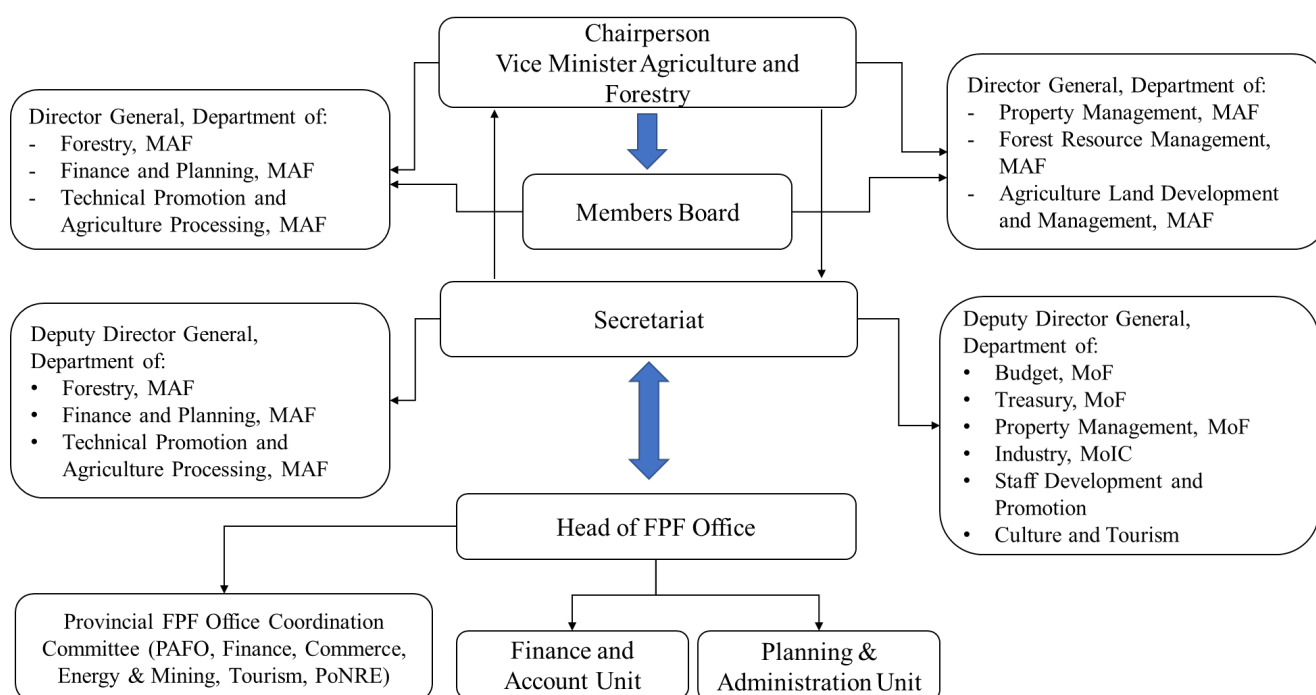 Chairperson
Vice Minister Agriculture and
Forestry
Director General, Department of:
- Forestry, MAF
- Finance and Planning, MAF
- Technical Promotion and
Agriculture Processing, MAF
Director General, Department of:
- Property Management, MAF
- Forest Resource Management,
MAF
- Agriculture Land Development
and Management, MAF
Members Board
Secretariat
Deputy Director General,
Department of:
• Forestry, MAF
• Finance and Planning, MAF
• Technical Promotion and
Agriculture Processing, MAF
Deputy Director General,
Department of:
• Budget, MoF
• Treasury, MoF
• Property Management, MoF
• Industry, MoIC
• Staff Development and
Promotion
• Culture and Tourism
Head of FPF Office
Provincial FPF Office Coordination
Committee (PAFO, Finance, Commerce,
Energy & Mining, Tourism, PoNRE)
Finance and
Account Unit
Planning &
Administration Unit